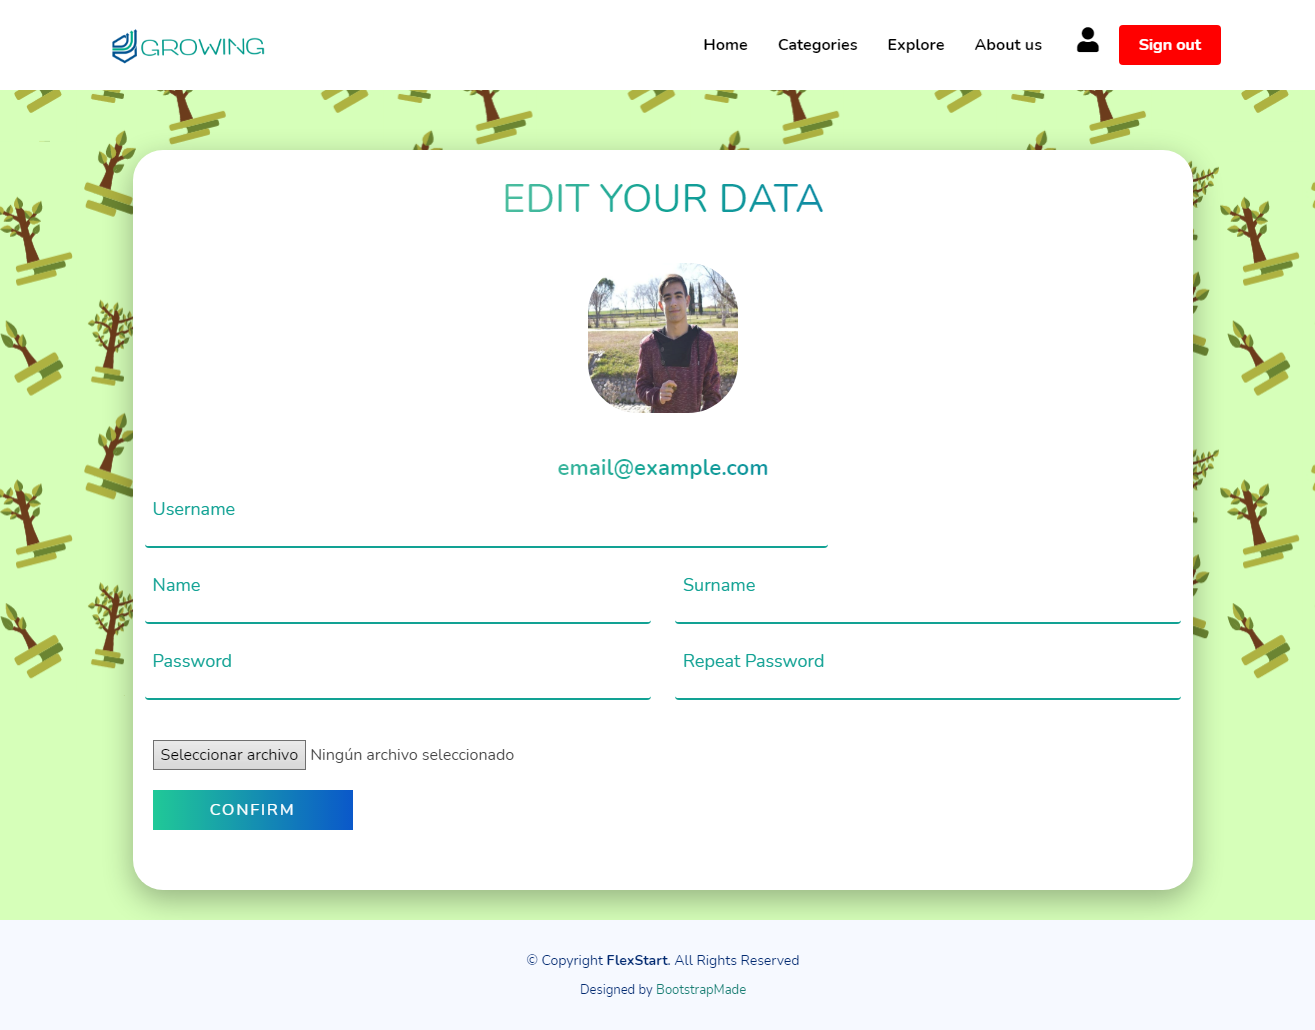 GROWING
Home Categories Explore About us Sign out
EDIT YOUR DATA
email@example.com
Username
Name Surname
Password Repeat Password
Seleccionar archivo Ningún archivo seleccionado
CONFIRM
© Copyright FlexStart. All Rights Reserved
Designed by BootstrapMade